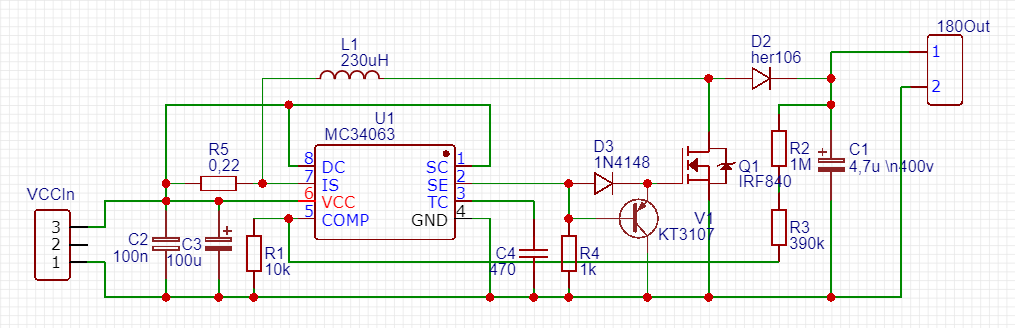 180Out
1
2
L1
230uH
D2
her106
U1
MC34063
R5
0,22
8
DC
7
IS
6
VCC
5
COMP
SC
1
SE
2
TC
3
GND
4
D3
1N4148
Q1
IRF840
R2
1M
C1
4,7u \n400v
+
VCCIn
3
2
1
C2
100n
C3
100u
+
R1
10k
C4
470
R4
1k
V1
KT3107
R3
390k